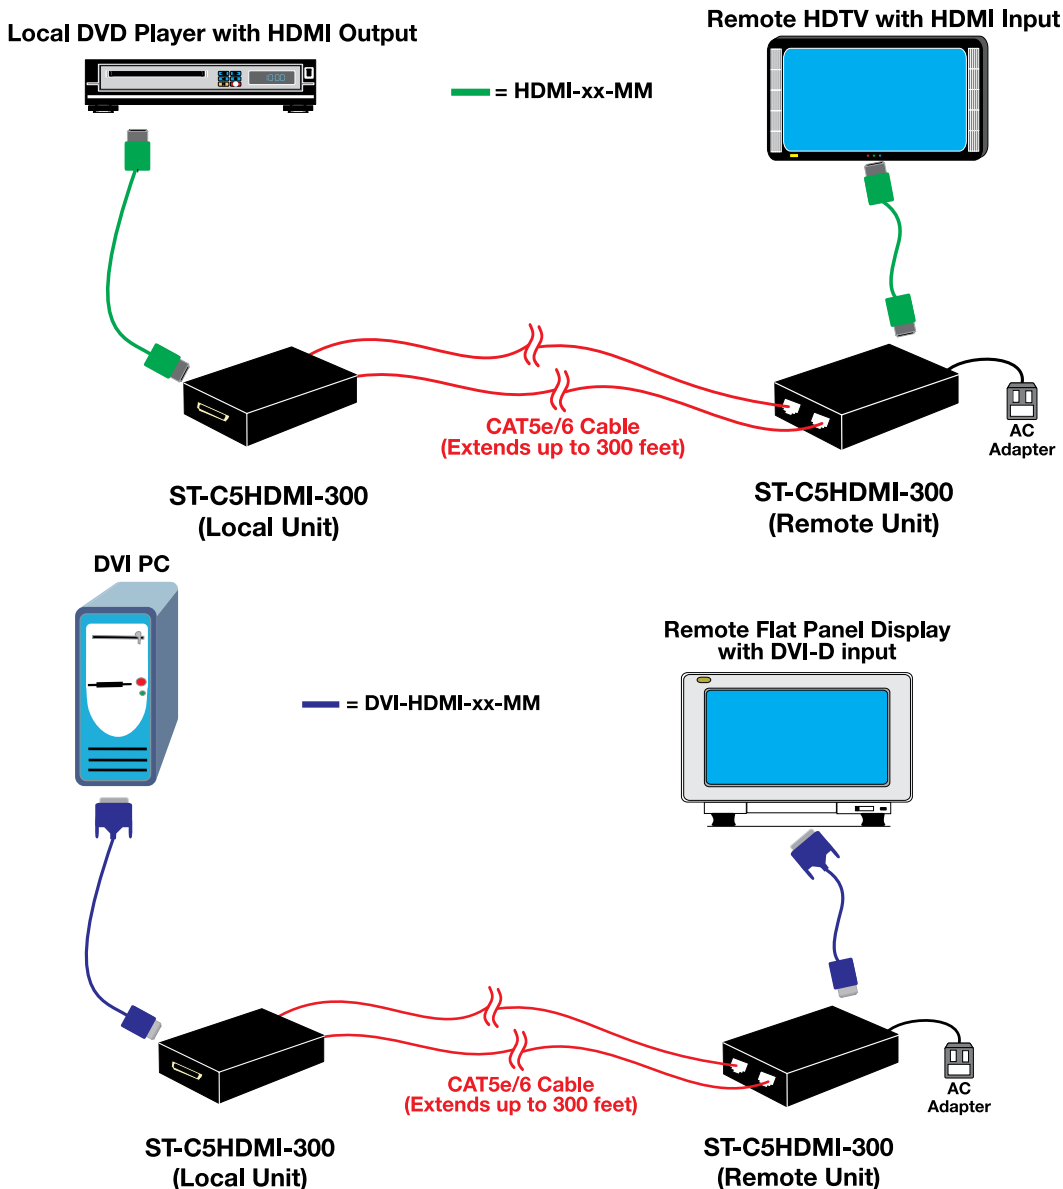 Local DVD Player with HDMI Output
Remote HDTV with HDMI Input
10:00
= HDMI-xx-MM
CAT5e/6 Cable
(Extends up to 300 feet)
AC
Adapter
ST-C5HDMI-300
(Local Unit)
ST-C5HDMI-300
(Remote Unit)
DVI PC
Remote Flat Panel Display
with DVI-D input
= DVI-HDMI-xx-MM
CAT5e/6 Cable
(Extends up to 300 feet)
AC
Adapter
ST-C5HDMI-300
(Local Unit)
ST-C5HDMI-300
(Remote Unit)